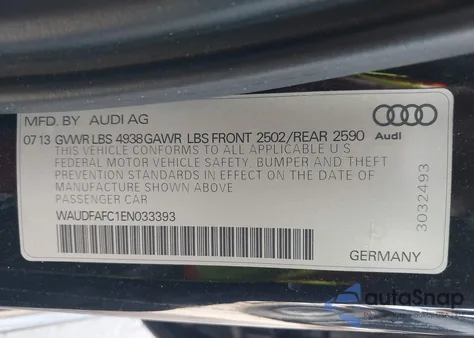 MFD. BY AUDI AG
07 13 GVWR LBS 4938 GAWR LBS FRONT 2502/REAR 2590
Audi
THIS VEHICLE CONFORMS TO ALL APPLICABLE U S
FEDERAL MOTOR VEHICLE SAFETY, BUMPER AND THEFT
PREVENTION STANDARDS IN EFFECT ON THE DATE OF
MANUFACTURE SHOWN ABOVE
PASSENGER CAR
WAUDFAFC1EN033393
3032493
GERMANY
autoSnap